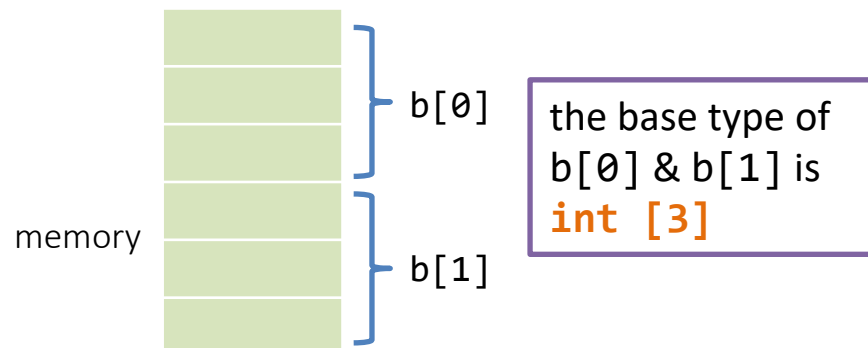 b[0]
the base type of
b[0] & b[1] is
int [3]
memory
b[1]